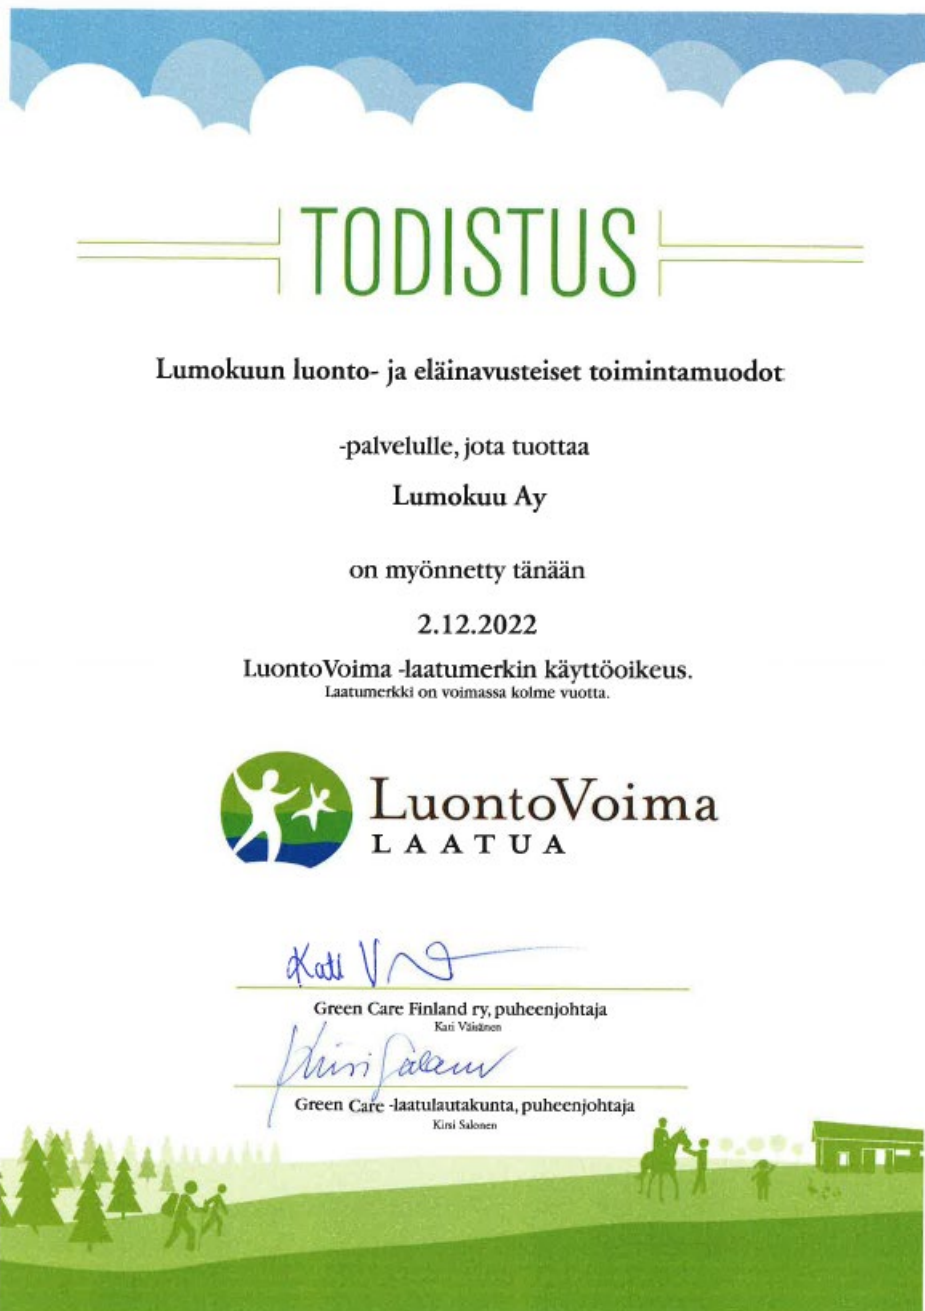 TODISTUS
Lumokuun luonto- ja eläinavusteiset toimintamuodot
-palvelulle, jota tuottaa
Lumokuu Ay
on myönnetty tänään
2.12.2022
LuontoVoima -laatumerkin käyttöoikeus.
Laatumerkki on voimassa kolme vuotta.
LuontoVoima
LAATUA
Green Care Finland ry, puheenjohtaja
Kati Väisänen
Kirsi Salonen
Green Care -laatulautakunta, puheenjohtaja
Kirsi Salonen